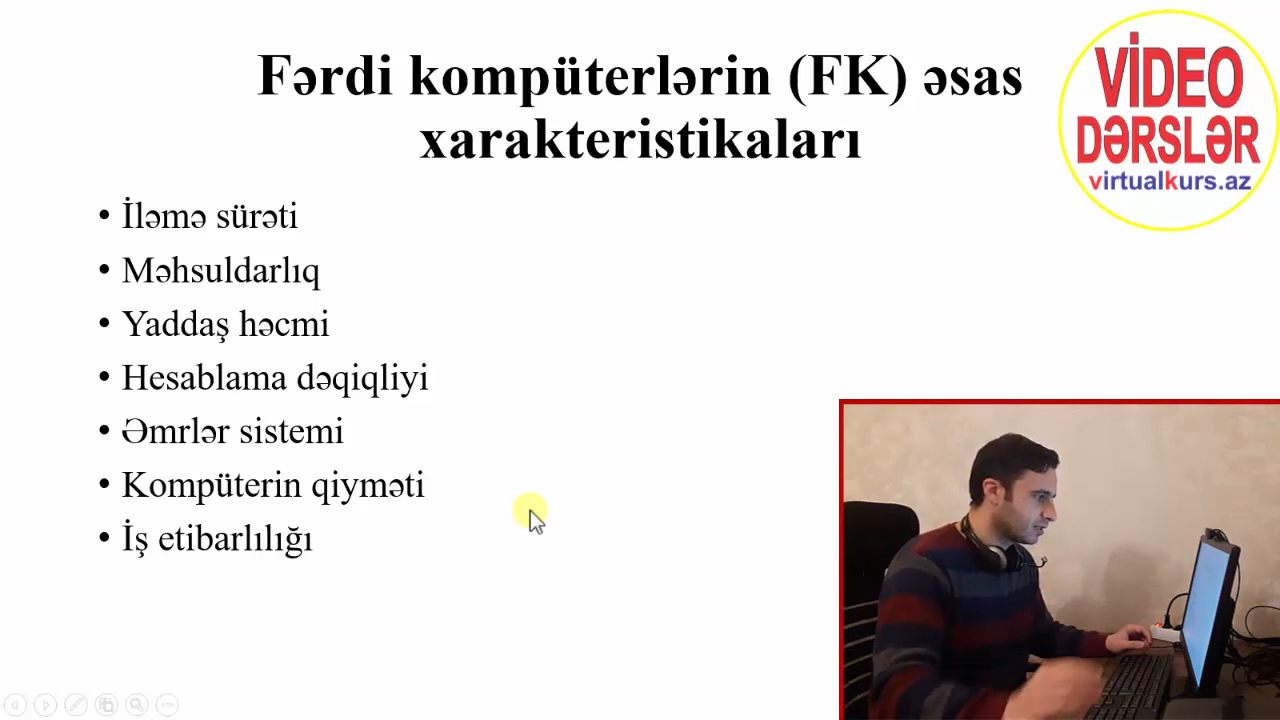 Fərdi kompüterlərin (FK) əsas
xarakteristikaları
• İləmə sürəti
• Məhsuldarlıq
• Yaddaş həcmi
• Hesablama dəqiqliyi
• Əmrlər sistemi
• Kompüterin qiyməti
• İş etibarlılığı
VİDEO
DƏRSLƏR
virtualkurs.az